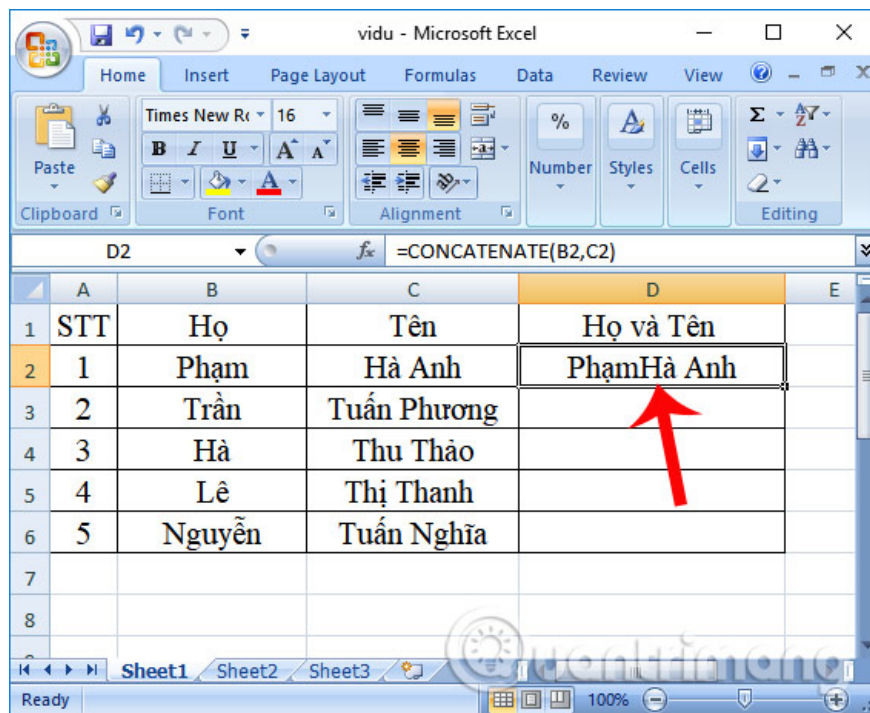 vidu - Microsoft Excel
Home Insert Page Layout Formulas Data Review View
Times New Ro 16 Σ
B I U A A % A
Paste Number Styles Cells
Clipboard Font Alignment Editing
D2 fx =CONCATENATE(B2,C2)
A B C D E
1 STT Họ Tên Họ và Tên
2 1 Phạm Hà Anh PhạmHà Anh
3 2 Trần Tuấn Phương
4 3 Hà Thu Thảo
5 4 Lê Thị Thanh
6 5 Nguyễn Tuấn Nghĩa
7
8
Quantrimang
Sheet1 Sheet2 Sheet3
Ready 100%